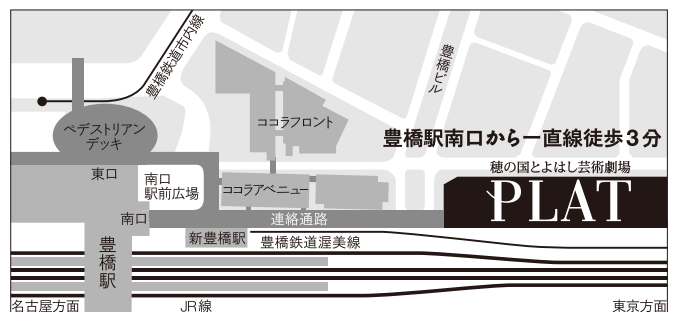 豊橋鉄道市内線
豊橋ビル
ペデストリアン
デッキ
ココラフロント
豊橋駅南口から一直線徒歩3分
穂の国とよはし芸術劇場
PLAT
東口
南口
駅前広場
ココラアベニュー
南口
連絡通路
新豊橋駅
豊橋鉄道渥美線
豊橋駅
名古屋方面
JR線
東京方面